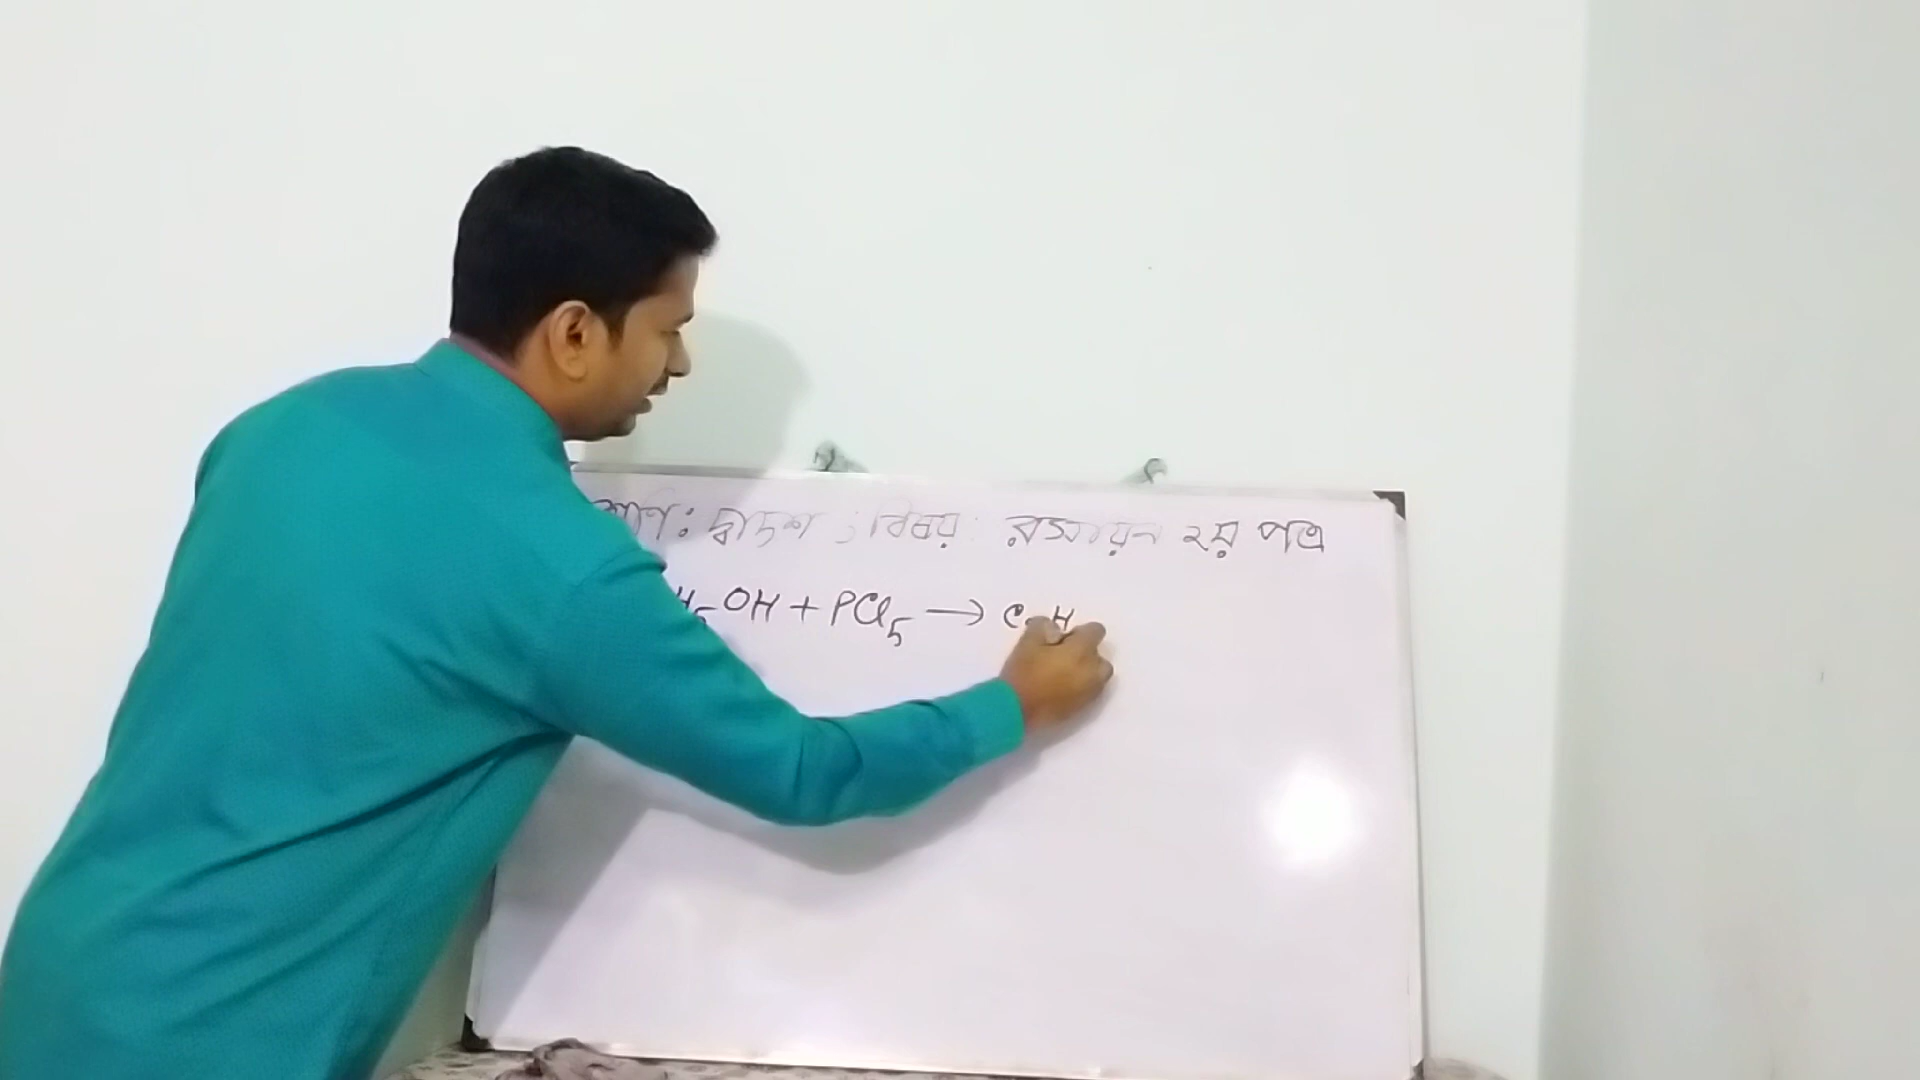 শ্রেণি: দ্বাদশ ; বিষয়: রসায়ন ২য় পত্র
H₅OH + PCl₅ → C₂H